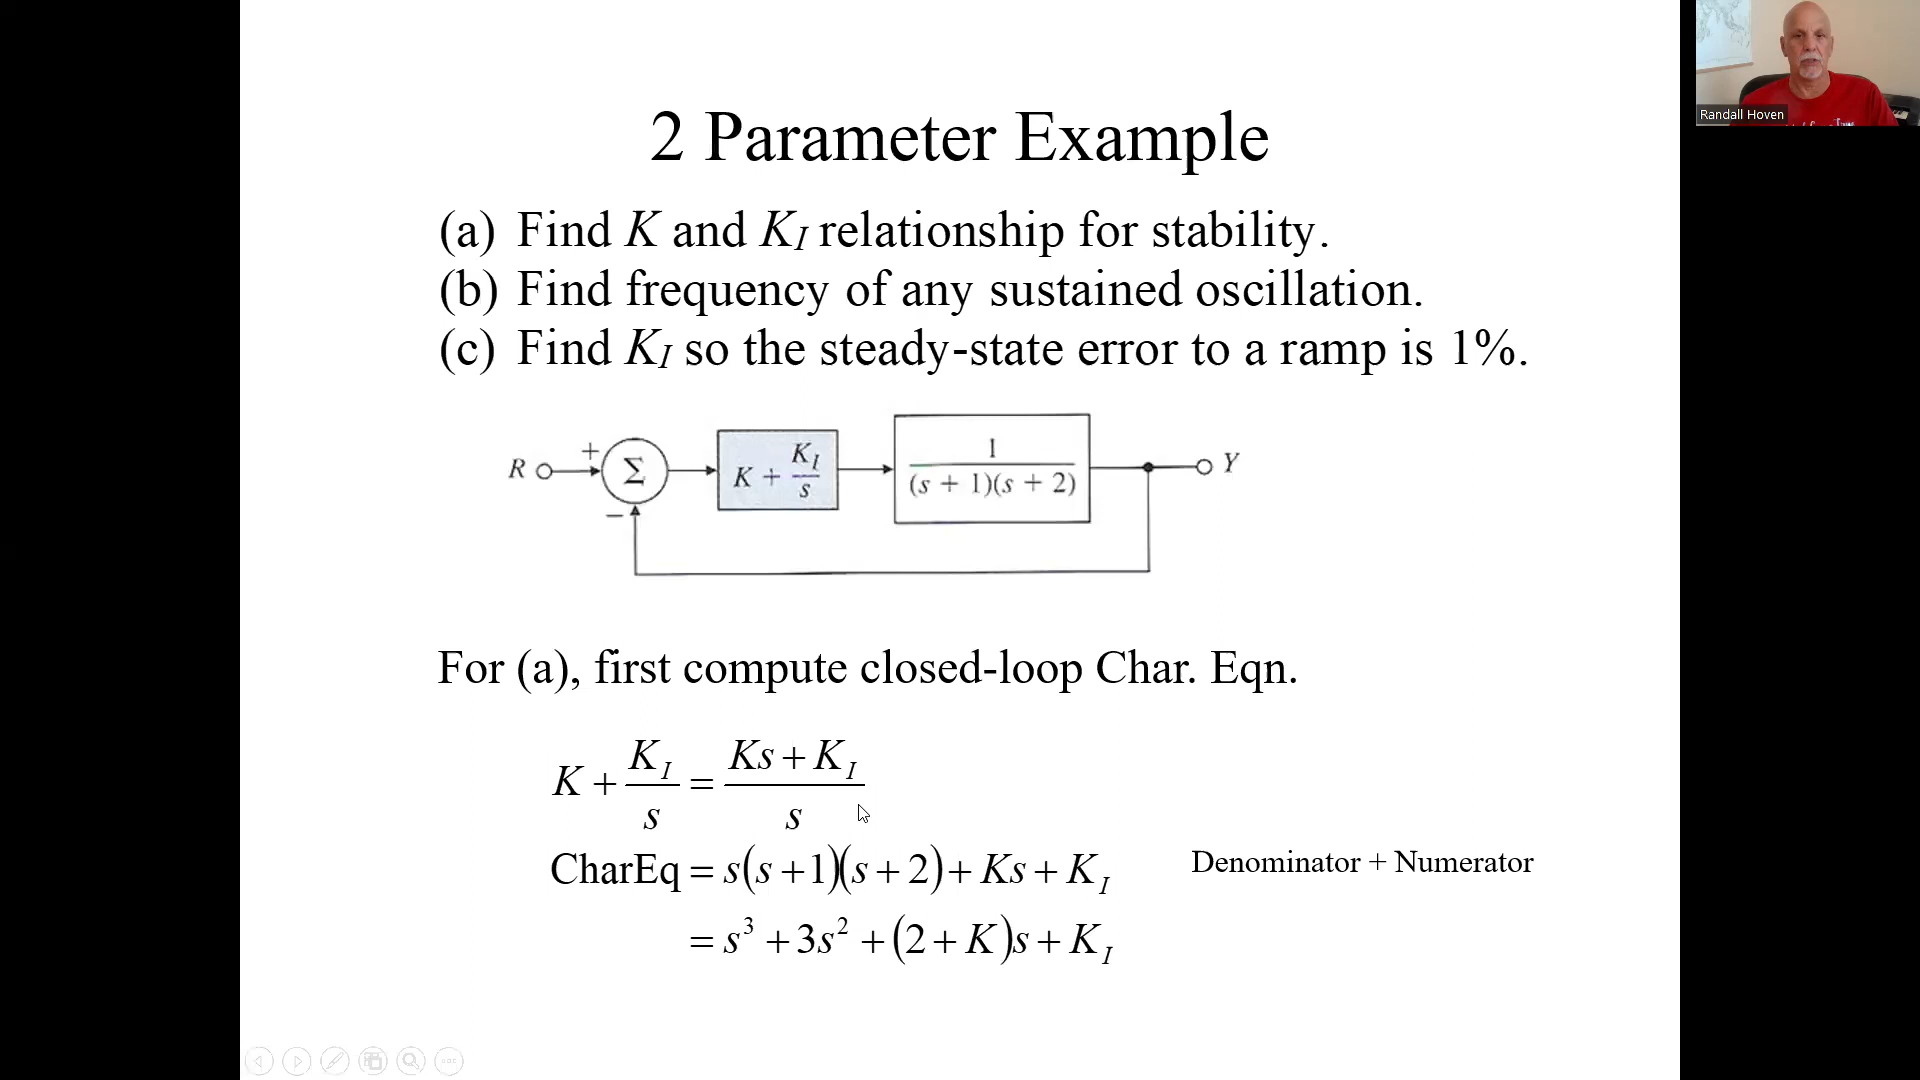 2 Parameter Example
(a) Find K and K_I relationship for stability.
(b) Find frequency of any sustained oscillation.
(c) Find K_I so the steady-state error to a ramp is 1%.
R + Σ − K + K_I/s 1/((s + 1)(s + 2)) Y
For (a), first compute closed-loop Char. Eqn.
K + K_I/s = (Ks + K_I)/s
CharEq = s(s+1)(s+2) + Ks + K_I Denominator + Numerator
= s^3 + 3s^2 + (2 + K)s + K_I
Randall Hoven